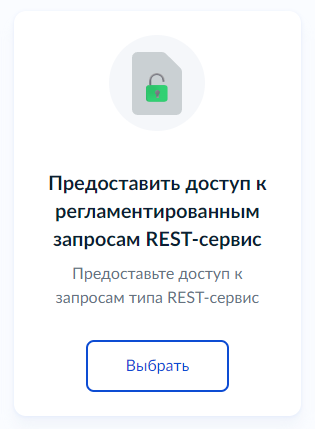 Предоставить доступ к
регламентированным
запросам REST-сервис
Предоставьте доступ к
запросам типа REST-сервис
Выбрать